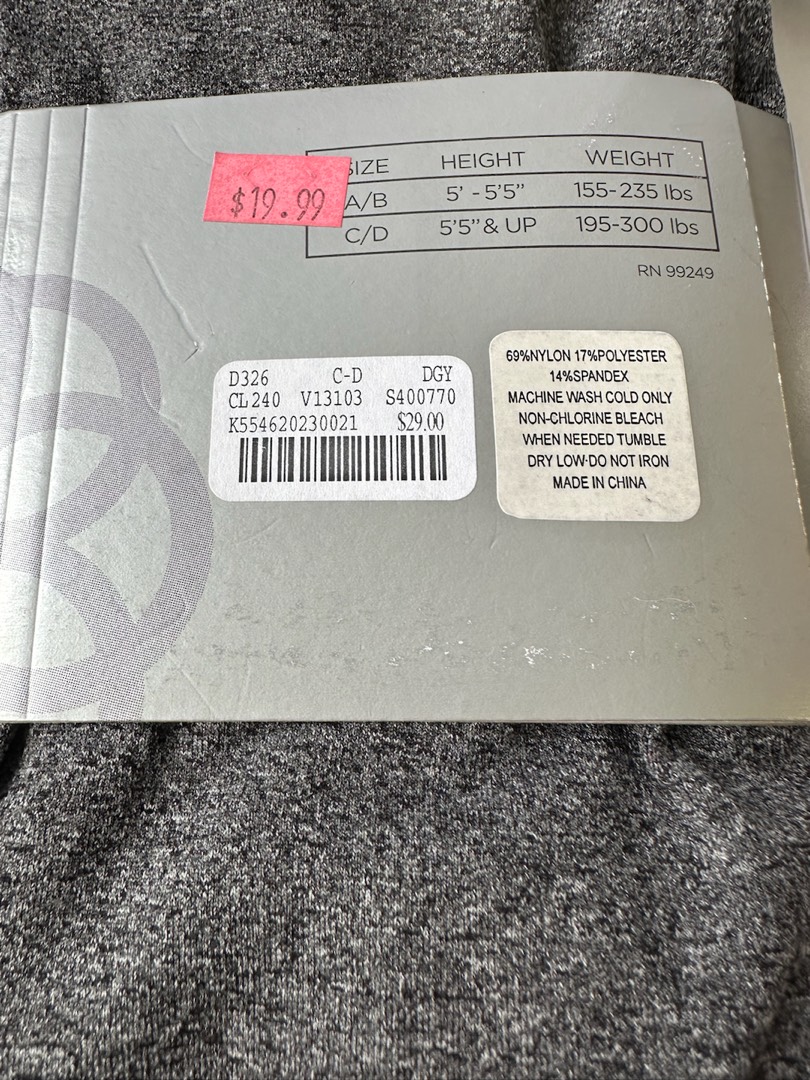 SIZE HEIGHT WEIGHT
A/B 5' - 5'5" 155-235 lbs
C/D 5'5" & UP 195-300 lbs
$19.99
RN 99249
D326 C-D DGY
CL240 V13103 S400770
K554620230021 $29.00
69%NYLON 17%POLYESTER
14%SPANDEX
MACHINE WASH COLD ONLY
NON-CHLORINE BLEACH
WHEN NEEDED TUMBLE
DRY LOW·DO NOT IRON
MADE IN CHINA